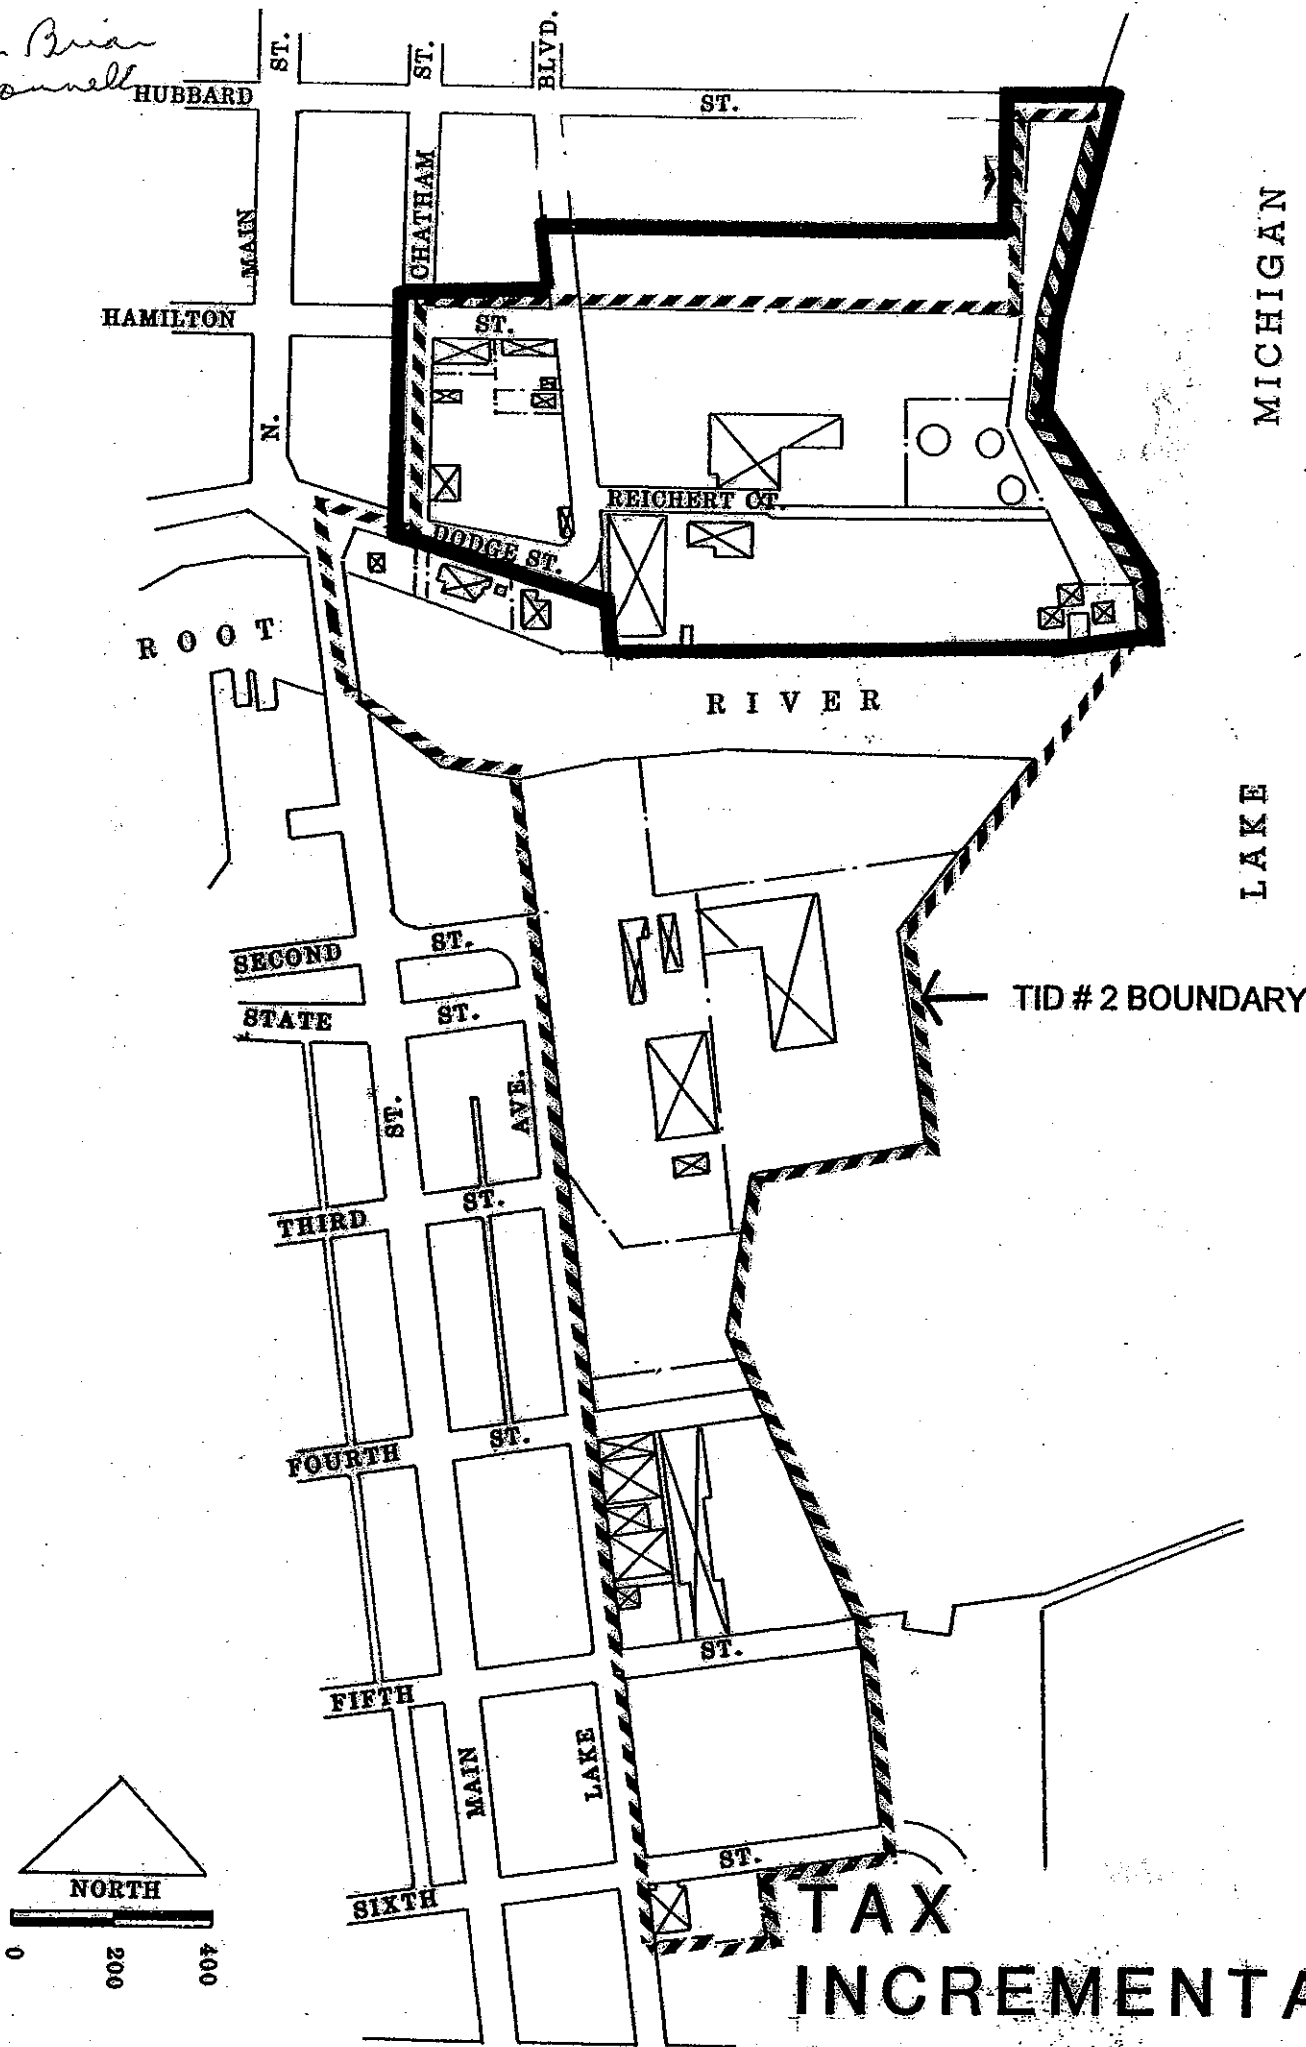 Brian
ST.
ST.
BLVD.
HUBBARD
ST.
CHATHAM
MAIN
MICHIGAN
HAMILTON
ST.
N.
REICHERT CT.
DODGE ST.
ROOT
RIVER
LAKE
SECOND
ST.
TID # 2 BOUNDARY
STATE
ST.
ST.
AVE.
THIRD
ST.
FOURTH
ST.
ST.
FIFTH
MAIN
LAKE
ST.
NORTH
SIXTH
0
200
400
TAX
INCREMENTA